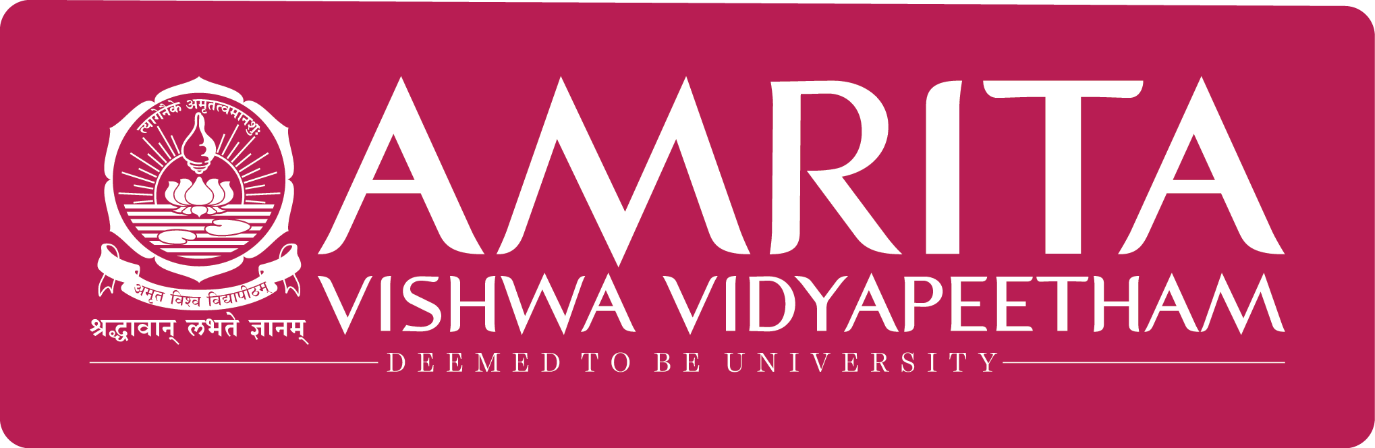 त्यागेनैके अमृतत्वमानशुः
अमृत विश्व विद्यापीठम्
श्रद्धावान् लभते ज्ञानम्
AMRITA
VISHWA VIDYAPEETHAM
DEEMED TO BE UNIVERSITY